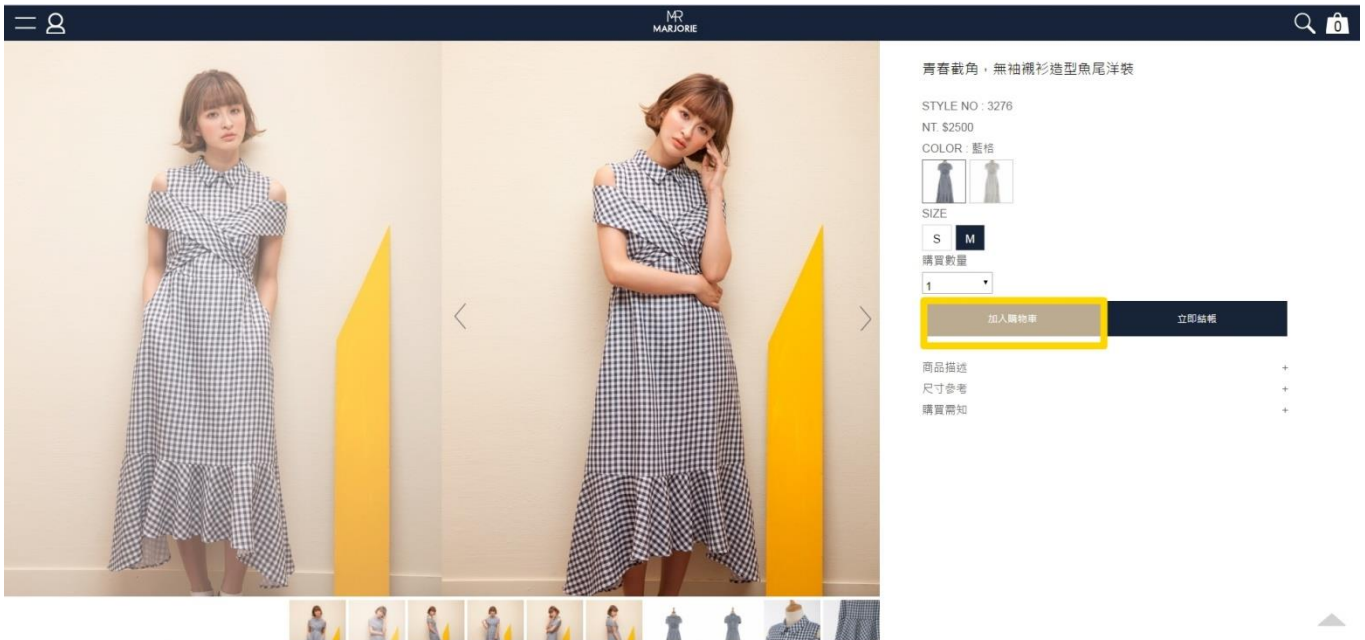 MR
MARJORIE
0
青春截角，無袖襯衫造型魚尾洋裝
STYLE NO : 3276
NT. $2500
COLOR : 藍格
SIZE
S M
購買數量
1
加入購物車 立即結帳
商品描述 +
尺寸參考 +
購買需知 +